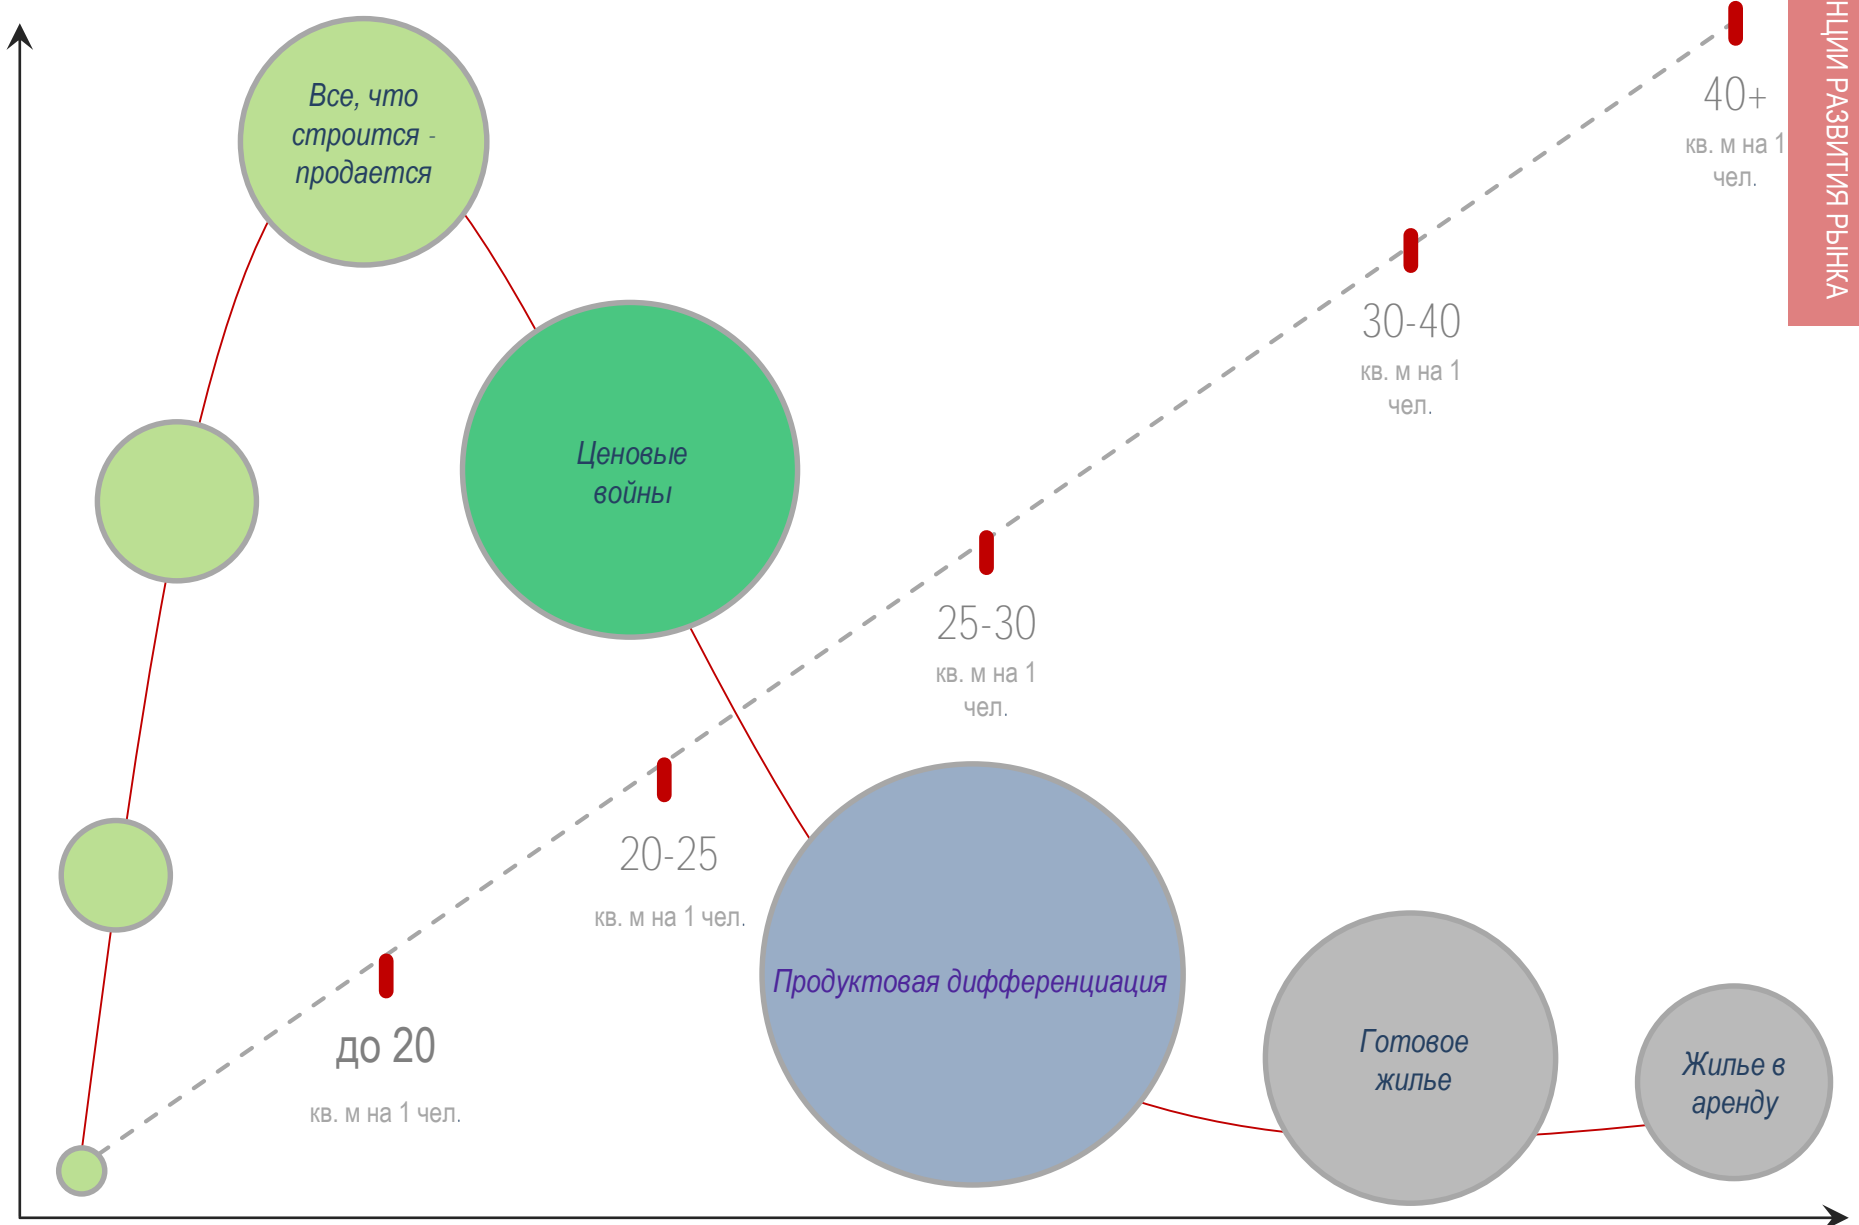 Все, что
строится -
продается
40+
кв. м на 1
чел.
РАЗВИТИЯ РЫНКА
30-40
кв. м на 1
чел.
Ценовые
войны
25-30
кв. м на 1
чел.
20-25
кв. м на 1 чел.
Продуктовая дифференциация
до 20
кв. м на 1 чел.
Готовое
жилье
Жилье в
аренду